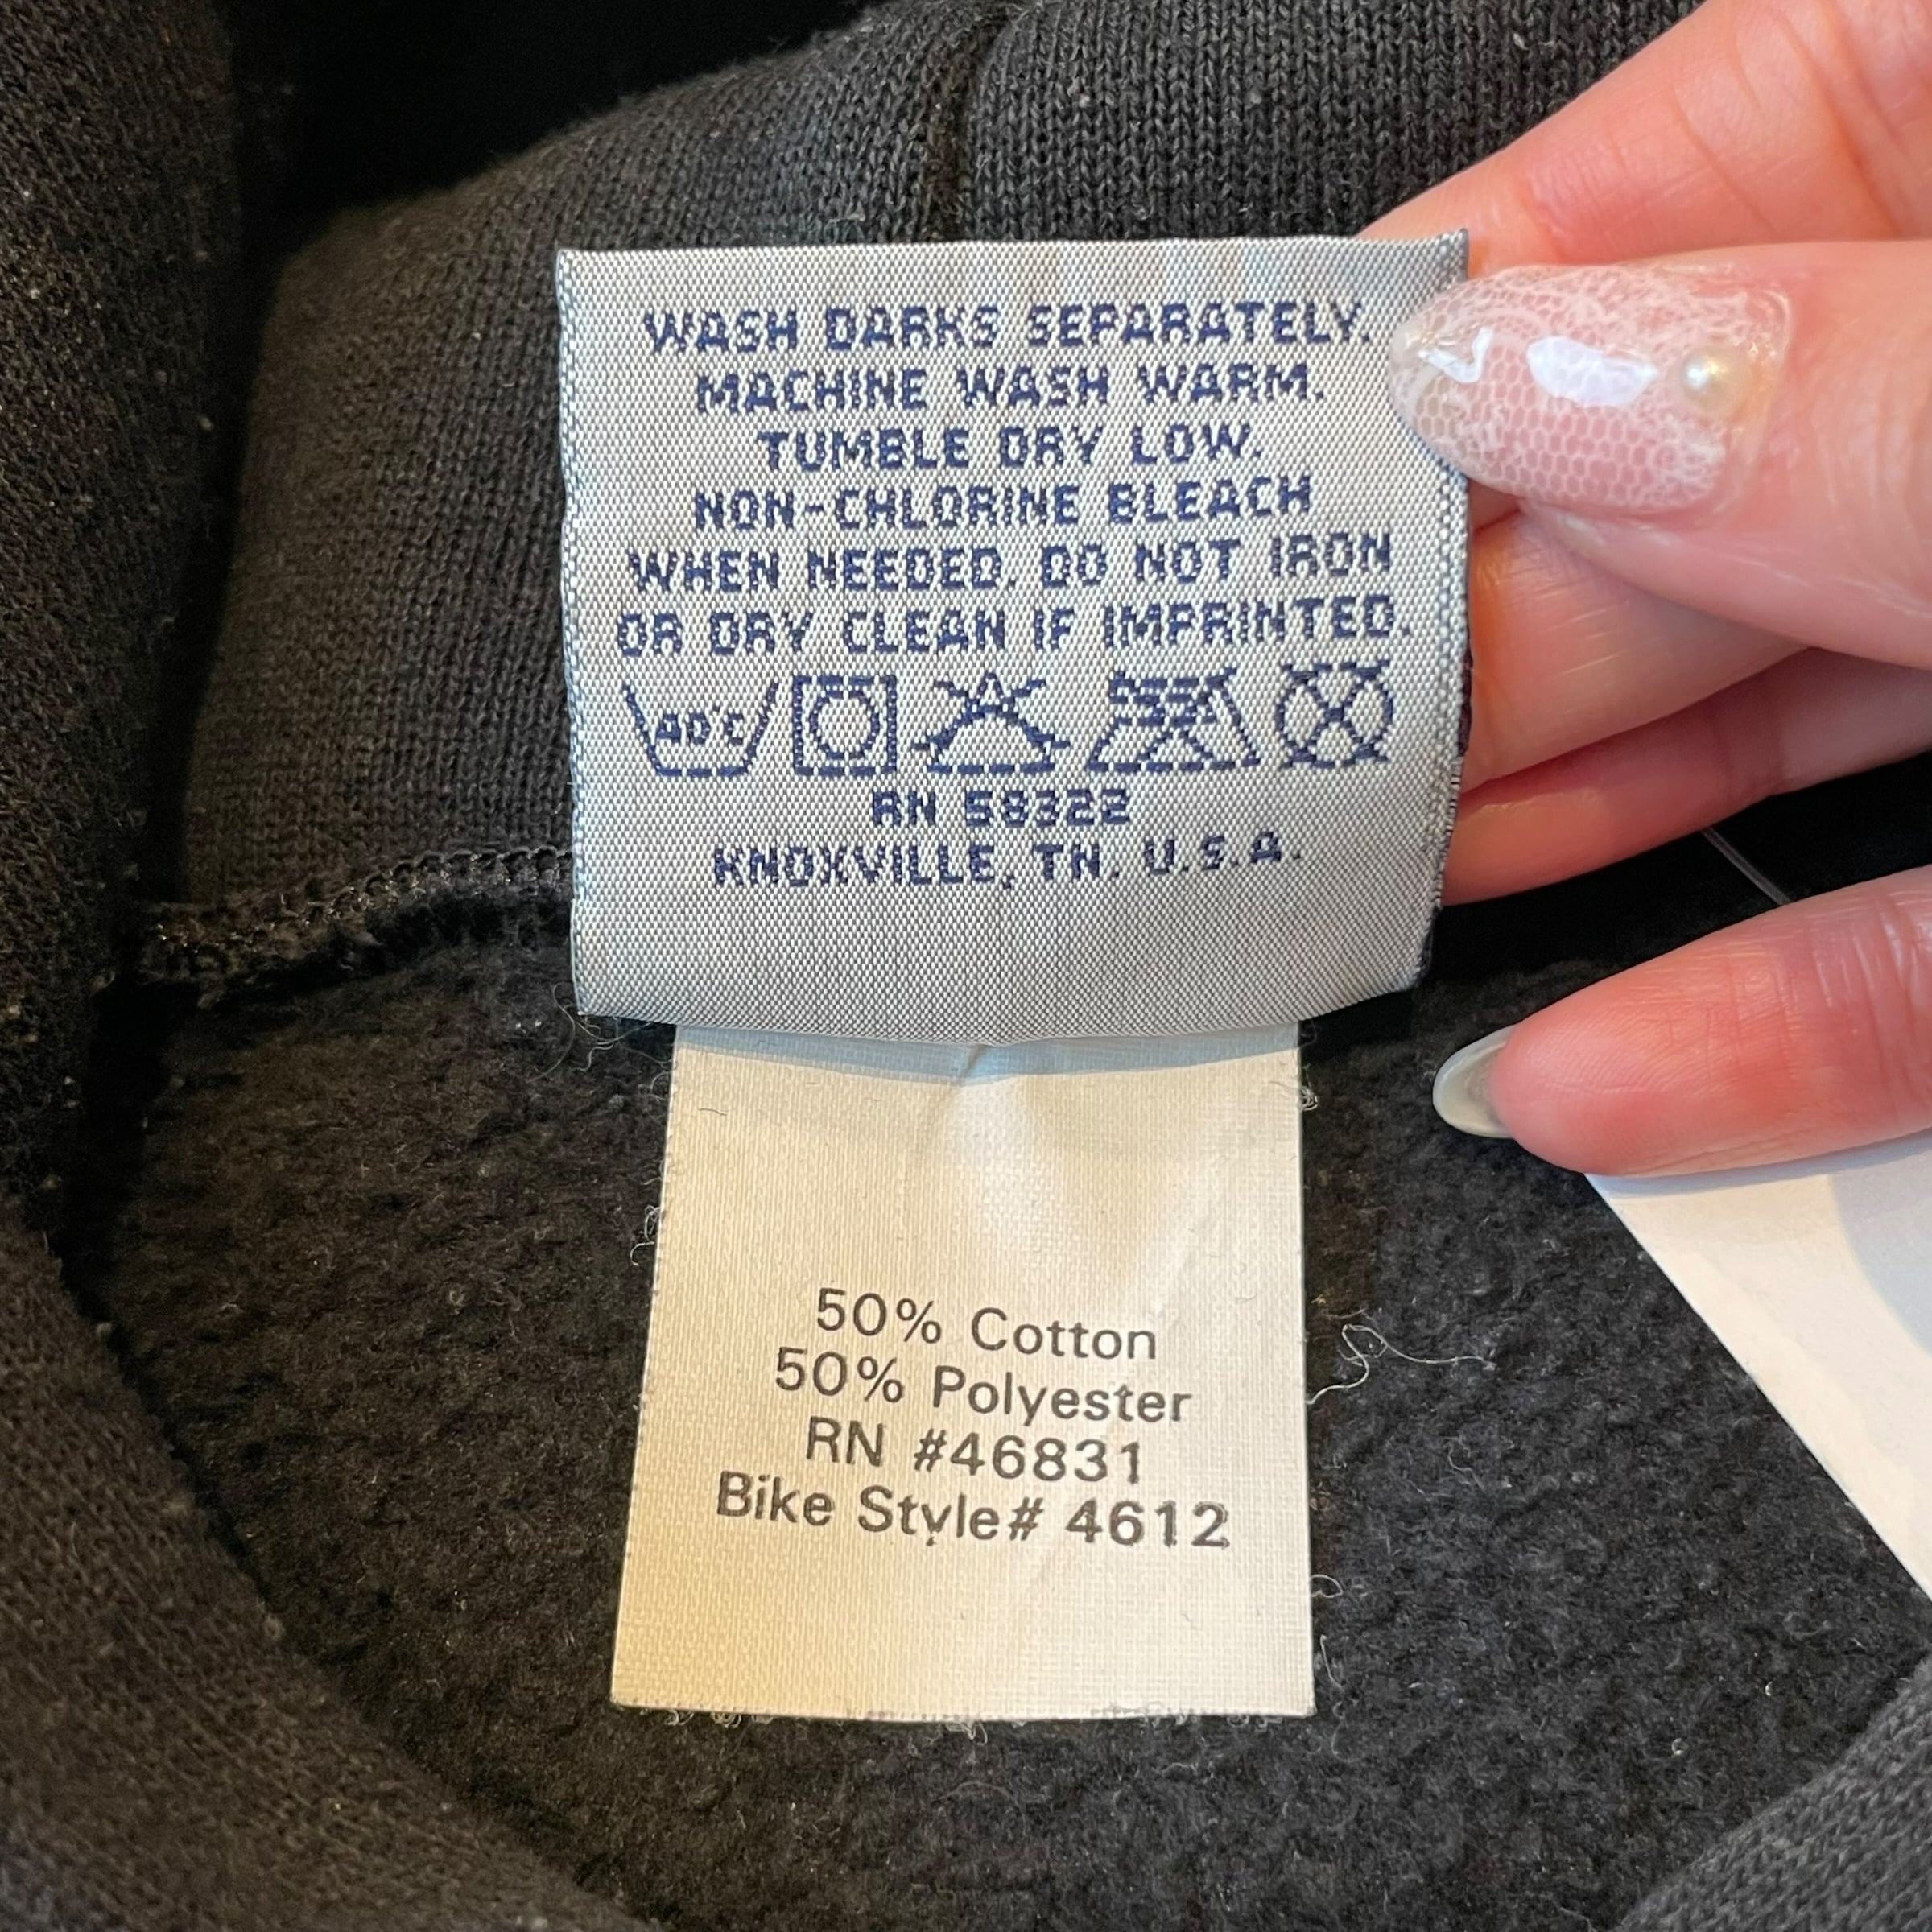 WASH DARKS SEPARATELY.
MACHINE WASH WARM.
TUMBLE DRY LOW.
NON-CHLORINE BLEACH
WHEN NEEDED. DO NOT IRON
OR DRY CLEAN IF IMPRINTED.
40°C
RN 58322
KNOXVILLE, TN. U.S.A.
50% Cotton
50% Polyester
RN #46831
Bike Style# 4612